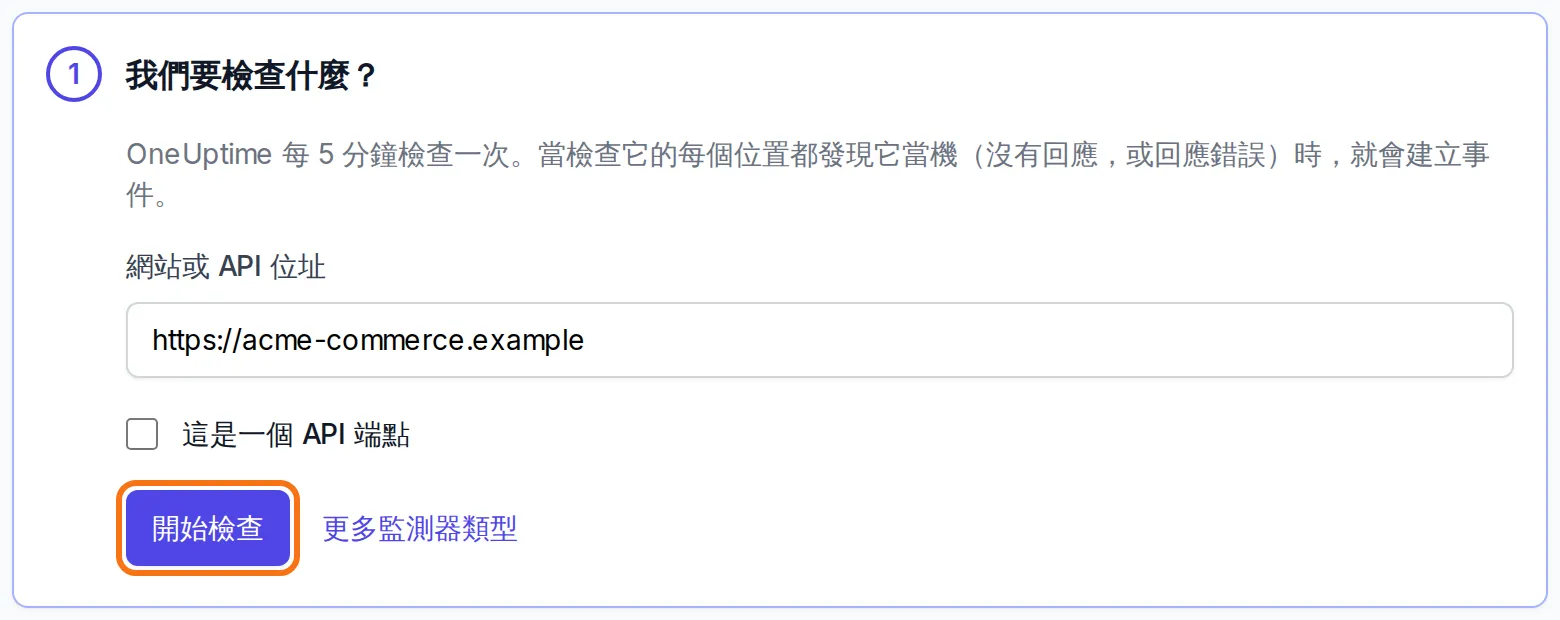 1
我們要檢查什麼？
OneUptime 每 5 分鐘檢查一次。當檢查它的每個位置都發現它當機（沒有回應，或回應錯誤）時，就會建立事
件。
網站或 API 位址
https://acme-commerce.example
這是一個 API 端點
開始檢查 更多監測器類型